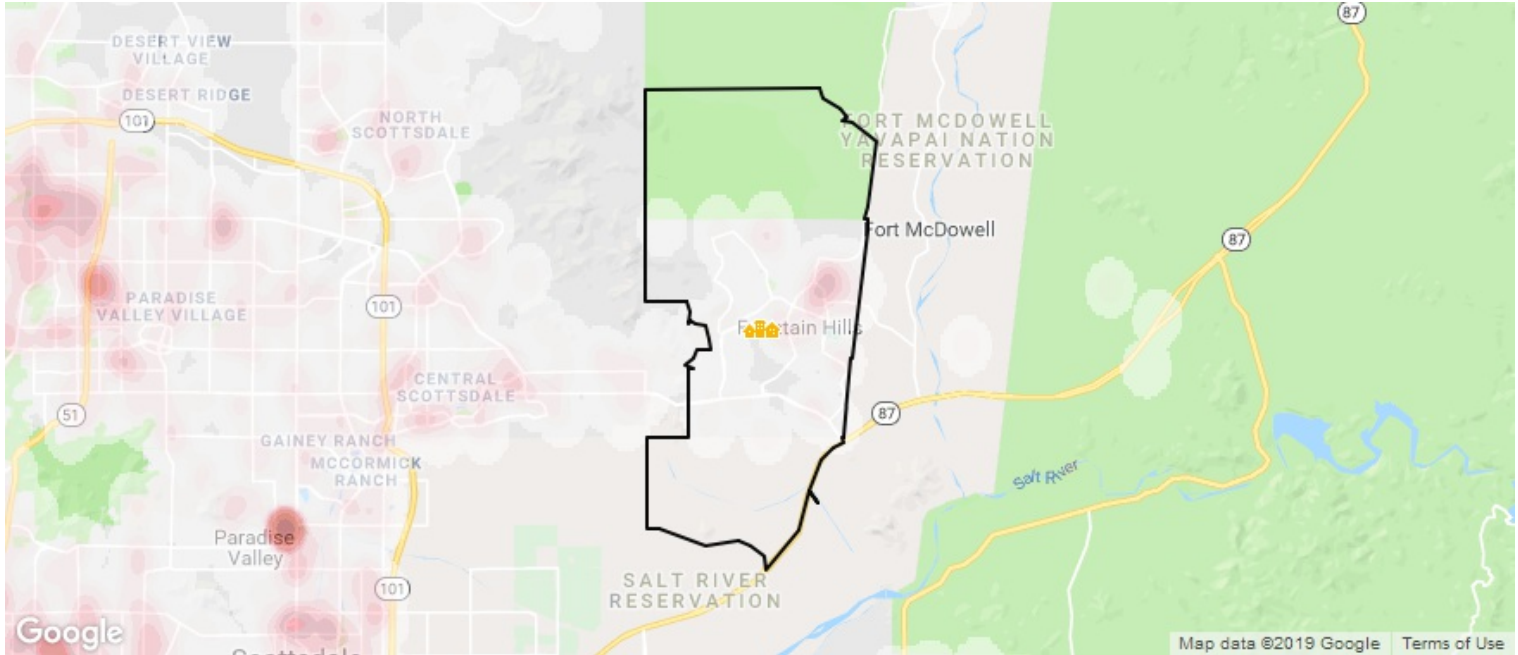 87
DESERT VIEW
VILLAGE
DESERT RIDGE
101
NORTH
SCOTTSDALE
FORT MCDOWELL
YAVAPAI NATION
RESERVATION
Fort McDowell
87
PARADISE
VALLEY VILLAGE
101
Hills
CENTRAL
SCOTTSDALE
51
87
GAINEY RANCH
MCCORMICK
RANCH
Salt River
Paradise
Valley
101
SALT RIVER
RESERVATION
Google
Scottsdale
Map data ©2019 Google
Terms of Use